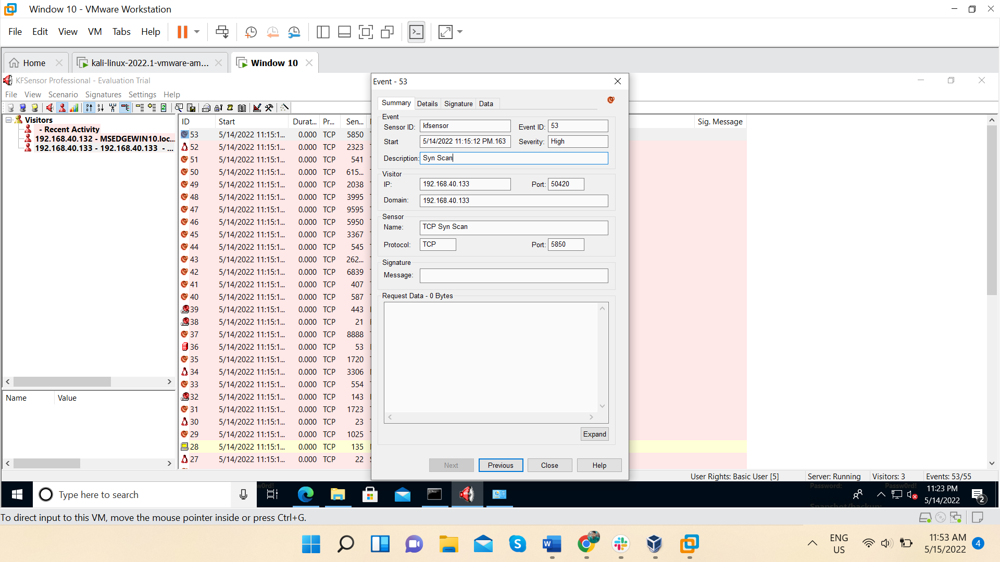 Window 10 - VMware Workstation
File Edit View VM Tabs Help
Home
kali-linux-2022.1-vmware-am...
Window 10
KFSensor Professional - Evaluation Trial
File View Scenario Signatures Settings Help
Visitors
- Recent Activity
192.168.40.132 - MSEDGEWIN10.loc...
192.168.40.133 - 192.168.40.133 - ...
Name Value
ID Start Durat... Pr... Sen... Sig. Message
53 5/14/2022 11:15:1... 0.000 TCP 5850
52 5/14/2022 11:15:1... 0.000 TCP 2323
51 5/14/2022 11:15:1... 0.000 TCP 541
50 5/14/2022 11:15:1... 0.000 TCP 615...
49 5/14/2022 11:15:1... 0.000 TCP 2038
48 5/14/2022 11:15:1... 0.000 TCP 3995
47 5/14/2022 11:15:1... 0.000 TCP 9595
46 5/14/2022 11:15:1... 0.000 TCP 5950
45 5/14/2022 11:15:1... 0.000 TCP 3367
44 5/14/2022 11:15:1... 0.000 TCP 545
43 5/14/2022 11:15:1... 0.000 TCP 262...
42 5/14/2022 11:15:1... 0.000 TCP 6839
41 5/14/2022 11:15:1... 0.000 TCP 407
40 5/14/2022 11:15:1... 0.000 TCP 587
39 5/14/2022 11:15:1... 0.000 TCP 443
38 5/14/2022 11:15:1... 0.000 TCP 21
37 5/14/2022 11:15:1... 0.000 TCP 8888
36 5/14/2022 11:15:1... 0.000 TCP 53
35 5/14/2022 11:15:1... 0.000 TCP 1720
34 5/14/2022 11:15:1... 0.000 TCP 3306
33 5/14/2022 11:15:1... 0.000 TCP 554
32 5/14/2022 11:15:1... 0.000 TCP 143
31 5/14/2022 11:15:1... 0.000 TCP 1723
30 5/14/2022 11:15:1... 0.000 TCP 23
29 5/14/2022 11:15:1... 0.000 TCP 1025
28 5/14/2022 11:15:1... 0.000 TCP 135
27 5/14/2022 11:15:1... 0.000 TCP 22
Event - 53
Summary Details Signature Data
Event
Sensor ID: kfsensor Event ID: 53
Start 5/14/2022 11:15:12 PM.163 Severity: High
Description: Syn Scan
Visitor
IP: 192.168.40.133 Port: 50420
Domain: 192.168.40.133
Sensor
Name: TCP Syn Scan
Protocol: TCP Port: 5850
Signature
Message:
Request Data - 0 Bytes
Expand
Next Previous Close Help
User Rights: Basic User [5] Server: Running Visitors: 3 Events: 53/55
Type here to search
w0rd!
Password: Passw0rd!
Snapshot/backup:
11:23 PM
5/14/2022
2
To direct input to this VM, move the mouse pointer inside or press Ctrl+G.
ENG
US
11:53 AM
5/15/2022
4